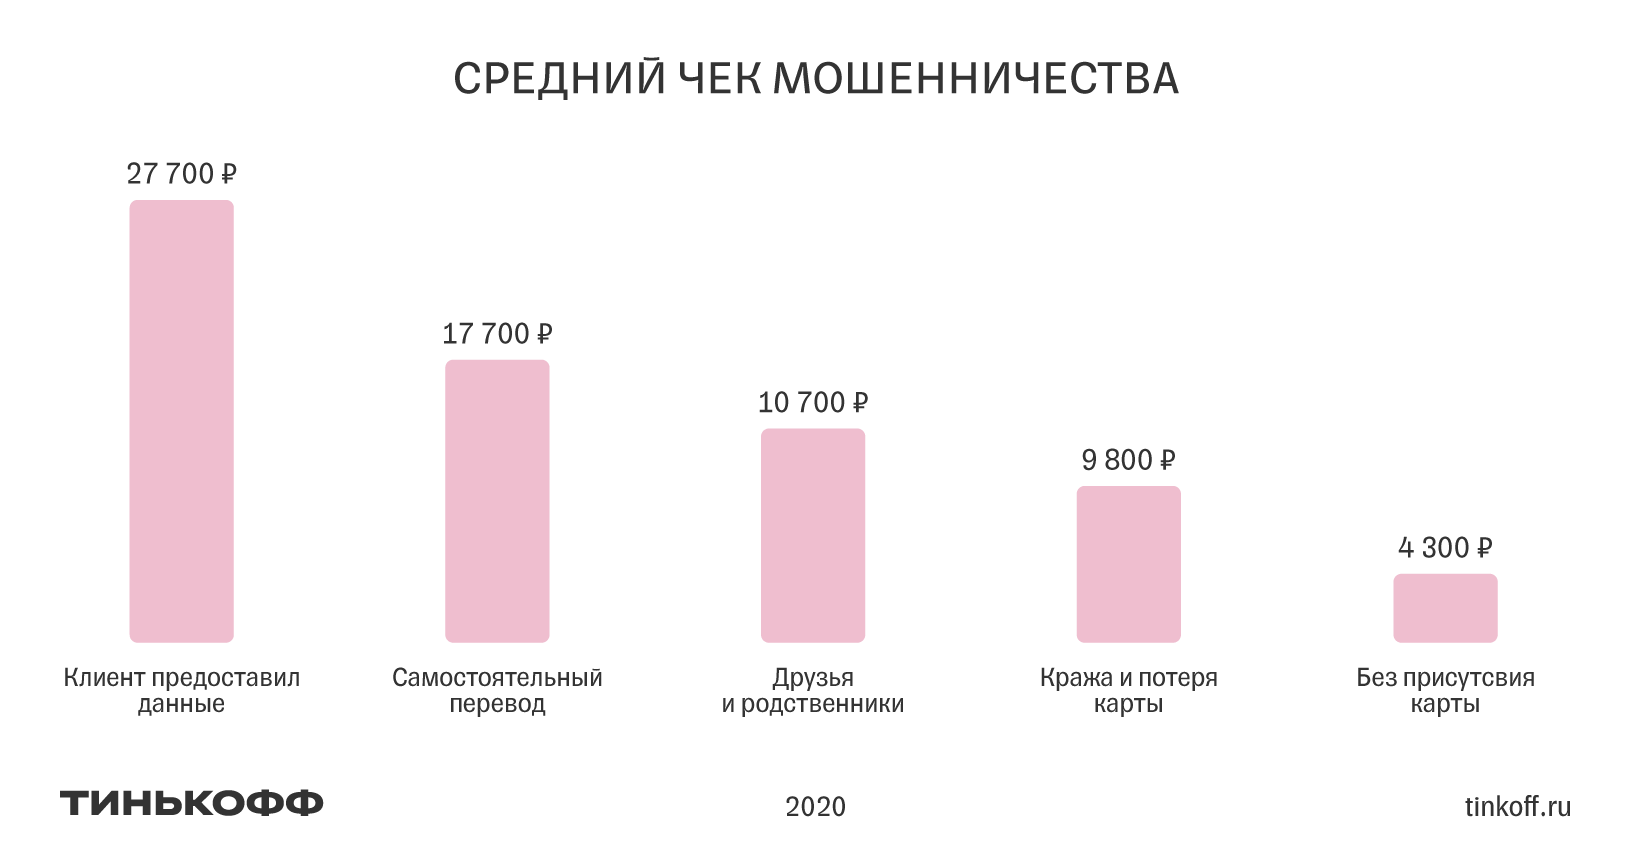 СРЕДНИЙ ЧЕК МОШЕННИЧЕСТВА
27 700 ₽
17 700 ₽
10 700 ₽
9 800 ₽
4 300 ₽
Клиент предоставил
данные
Самостоятельный
перевод
Друзья
и родственники
Кража и потеря
карты
Без присутсвия
карты
ТИНЬКОФФ
2020
tinkoff.ru